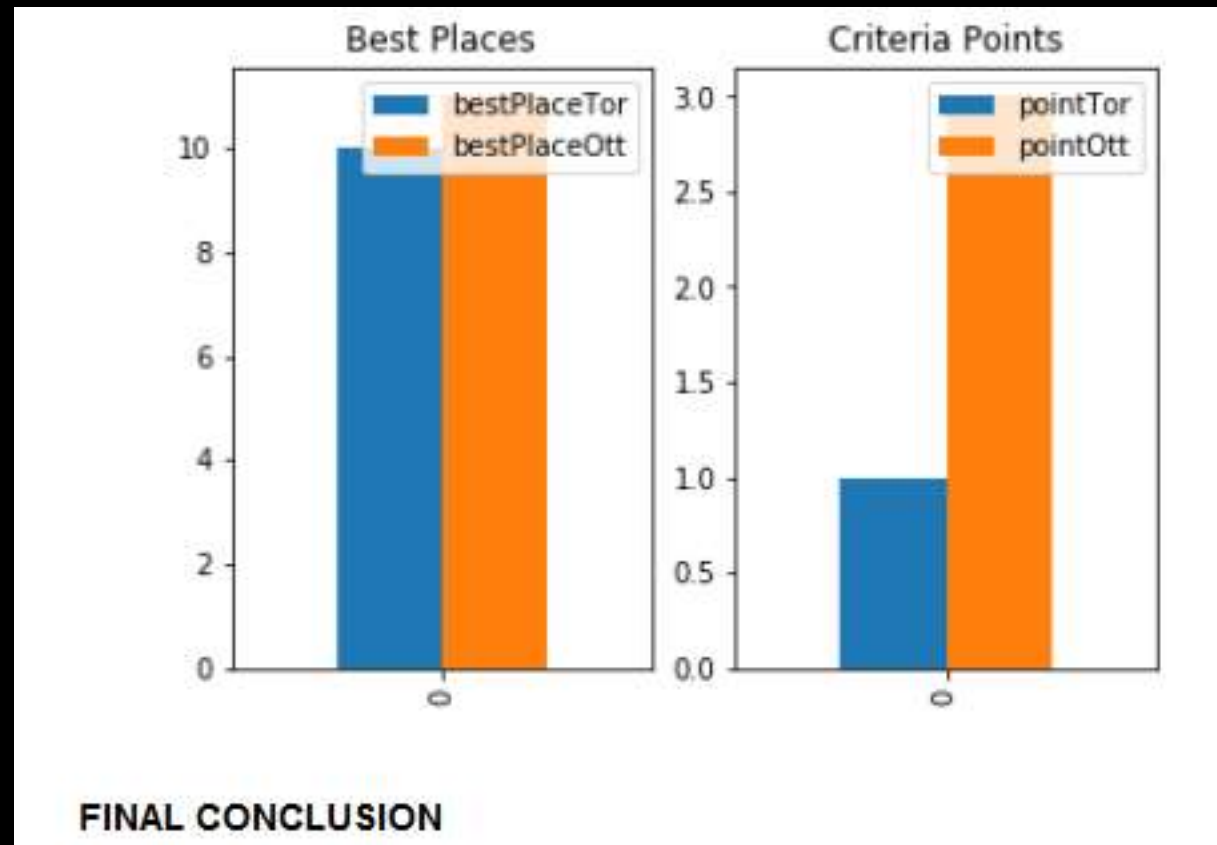 Best Places
bestPlaceTor
bestPlaceOtt
10
8
6
4
2
0
0
Criteria Points
pointTor
pointOtt
3.0
2.5
2.0
1.5
1.0
0.5
0.0
0
FINAL CONCLUSION